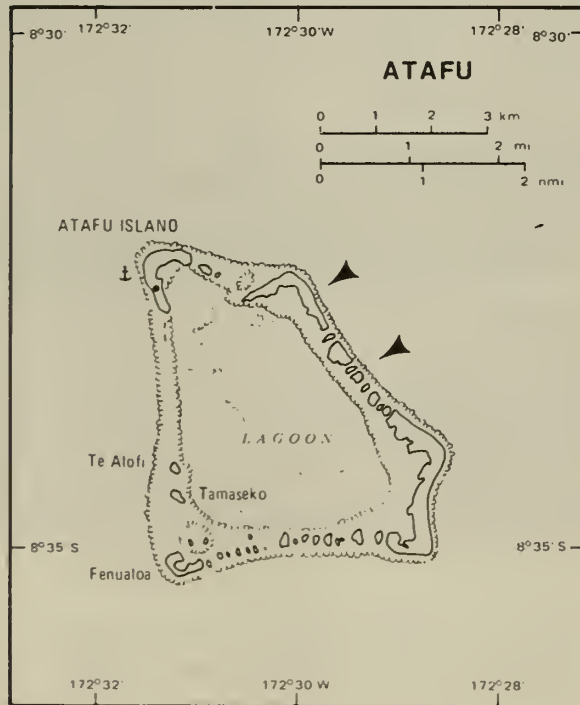 172°32' 172°30'W 172°28'
8°30' 8°30'
ATAFU
0 1 2 3 km
0 1 2 mi
0 1 2 nmi
ATAFU ISLAND
LAGOON
Te Alofi
Tamaseko
8°35' S 8°35'S
Fenualoa
172°32' 172°30'W 172°28'